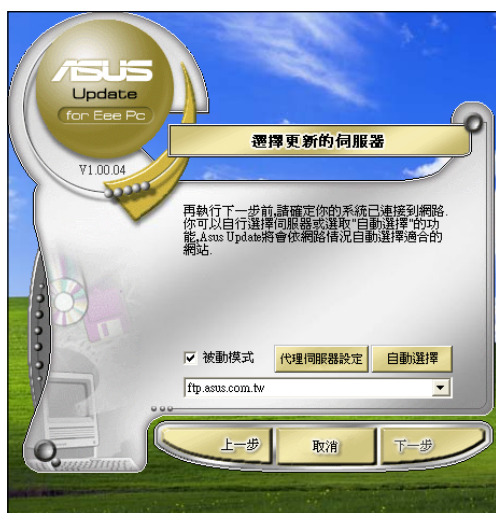 ASUS
Update
for Eee Pc
V1.00.04
選擇更新的伺服器
再執行下一步前,請確定你的系統已連接到網路.
你可以自行選擇伺服器或選取"自動選擇"的功
能,Asus Update將會依網路情況自動選擇適合的
網站.
被動模式
代理伺服器設定
自動選擇
ftp.asus.com.tw
上一步
取消
下一步